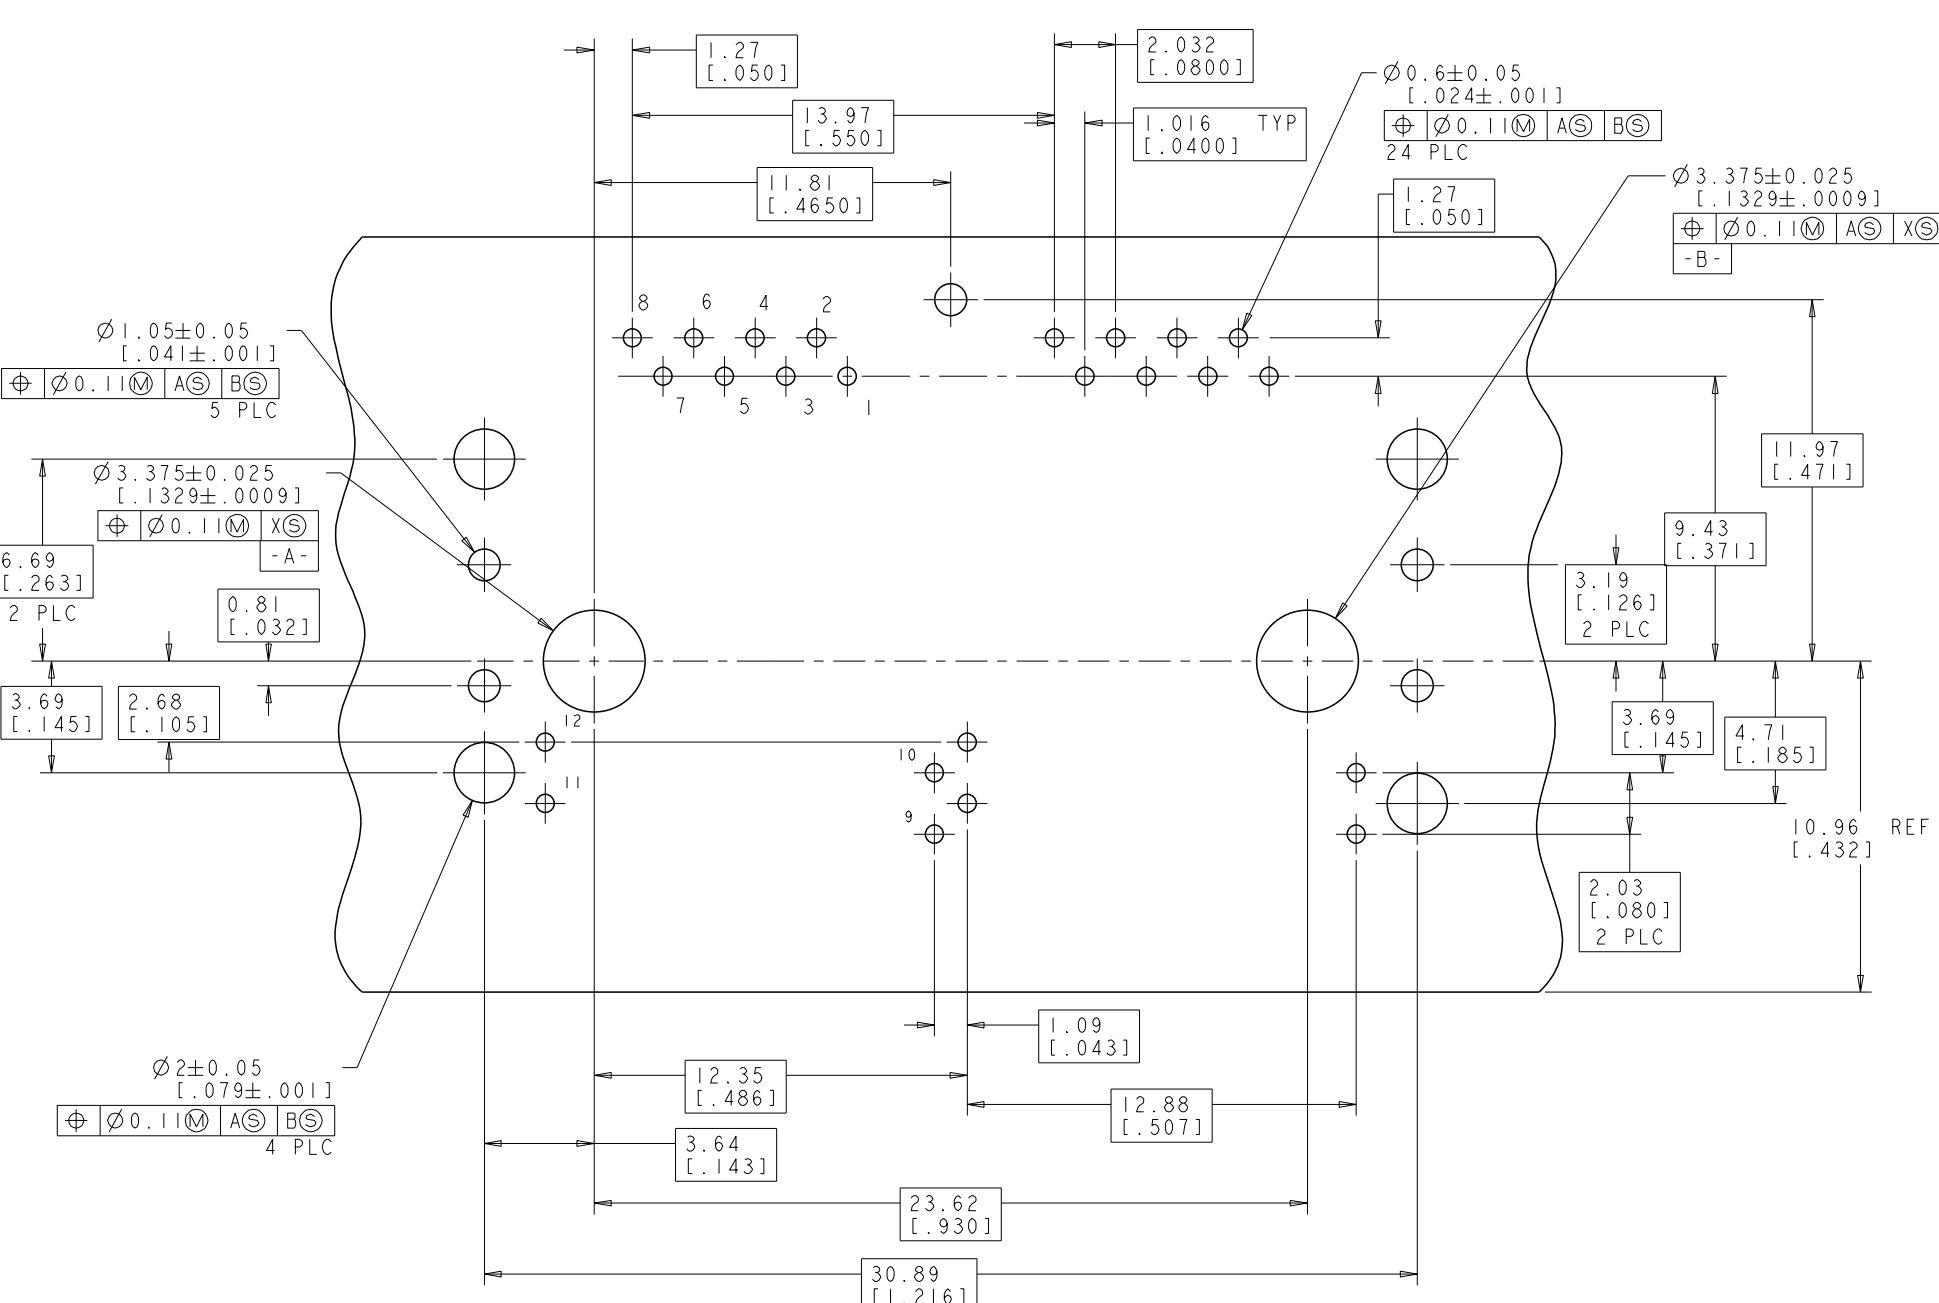 1.27
[.050]
2.032
[.0800]
Ø0.6±0.05
[.024±.001]
⌖ Ø0.11Ⓜ AⓈ BⓈ
24 PLC
13.97
[.550]
1.016 TYP
[.0400]
11.81
[.4650]
1.27
[.050]
Ø3.375±0.025
[.1329±.0009]
⌖ Ø0.11Ⓜ AⓈ XⓈ
-B-
8 6 4 2
7 5 3 1
Ø1.05±0.05
[.041±.001]
⌖ Ø0.11Ⓜ AⓈ BⓈ
5 PLC
Ø3.375±0.025
[.1329±.0009]
⌖ Ø0.11Ⓜ XⓈ
-A-
6.69
[.263]
2 PLC
0.81
[.032]
3.69
[.145]
2.68
[.105]
11.97
[.471]
9.43
[.371]
3.19
[.126]
2 PLC
3.69
[.145]
4.71
[.185]
12
11
10
9
10.96 REF
[.432]
2.03
[.080]
2 PLC
1.09
[.043]
Ø2±0.05
[.079±.001]
⌖ Ø0.11Ⓜ AⓈ BⓈ
4 PLC
12.35
[.486]
12.88
[.507]
3.64
[.143]
23.62
[.930]
30.89
[1.216]